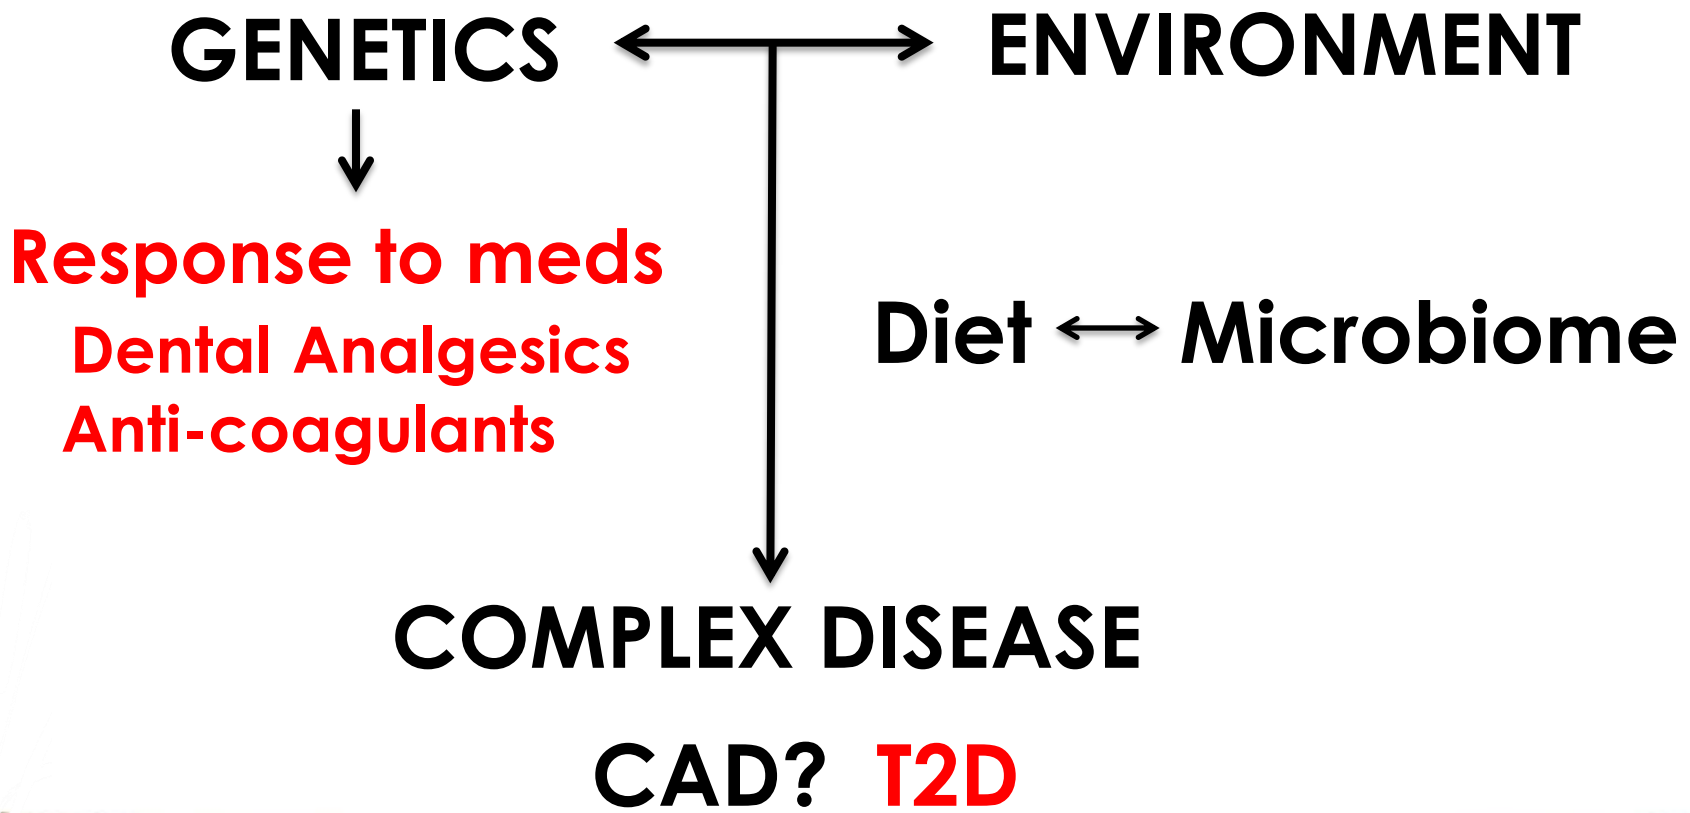 GENETICS ENVIRONMENT
Response to meds
Dental Analgesics
Anti-coagulants
Diet Microbiome
COMPLEX DISEASE
CAD? T2D